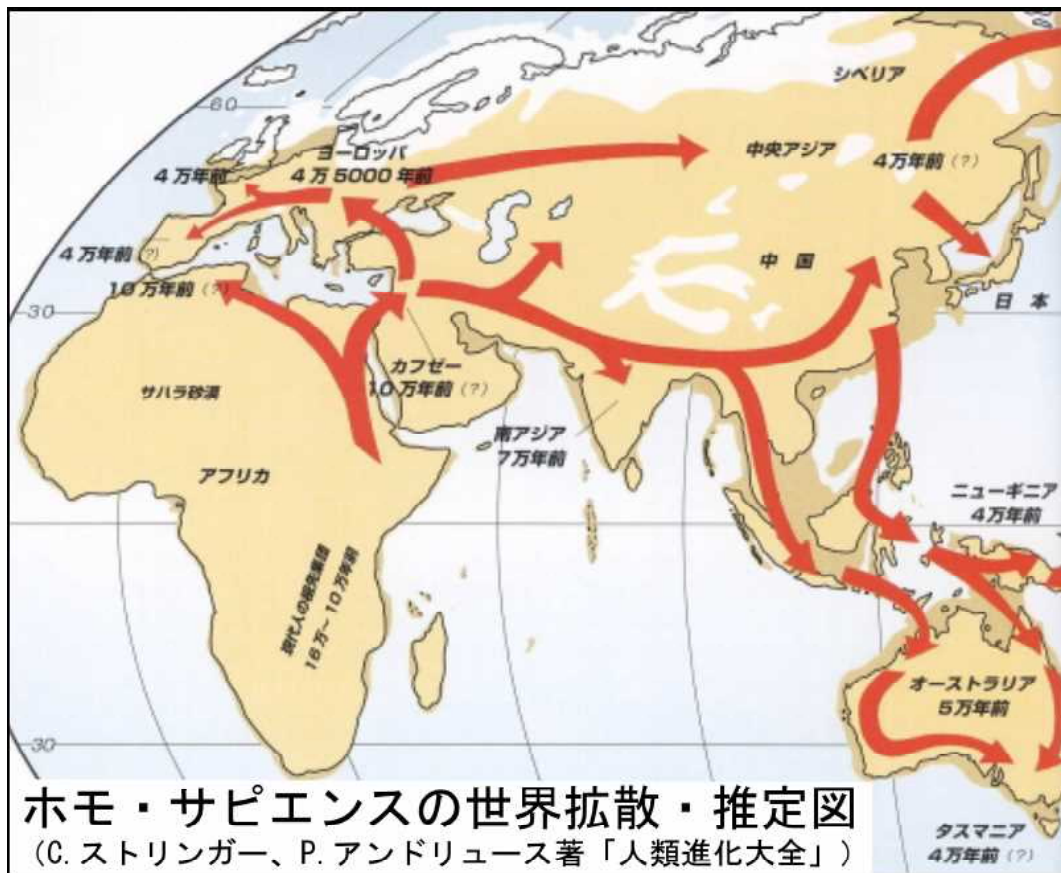 60
シベリア
ヨーロッパ
4万5000年前
4万年前
中央アジア
4万年前(?)
4万年前(?)
10万年前(?)
中国
30
日本
カフゼー
10万年前(?)
サハラ砂漠
南アジア
7万年前
アフリカ
ニューギニア
4万年前
現代人の祖先集団
16万〜10万年前
オーストラリア
5万年前
30
ホモ・サピエンスの世界拡散・推定図
(C.ストリンガー、P.アンドリュース著「人類進化大全」)
タスマニア
4万年前(?)